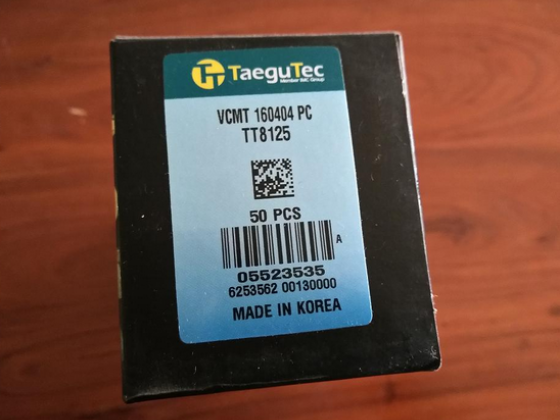 TaeguTec
Member IMC Group
VCMT 160404 PC
TT8125
50 PCS
A
05523535
6253562 00130000
MADE IN KOREA